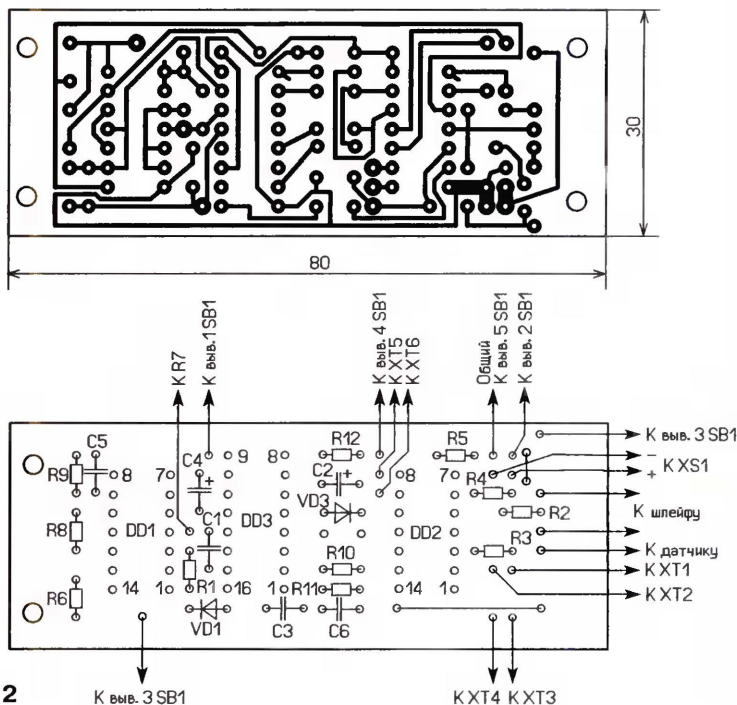 30
80
К R7
К выв. 1 SB1
К выв. 4 SB1
К XT5
К XT6
Общий
К выв. 5 SB1
К выв. 2 SB1
К выв. 3 SB1
–
+
К XS1
К шлейфу
К датчику
К XT1
К XT2
R9
C5
8
7
C4
+
9
8
R12
C2
+
8
R5
7
R4
R2
R8
DD1
C1
DD3
VD3
DD2
R3
R6
14
1
R1
16
1
R10
R11
14
1
VD1
C3
C6
2
К выв. 3 SB1
К XT4
К XT3